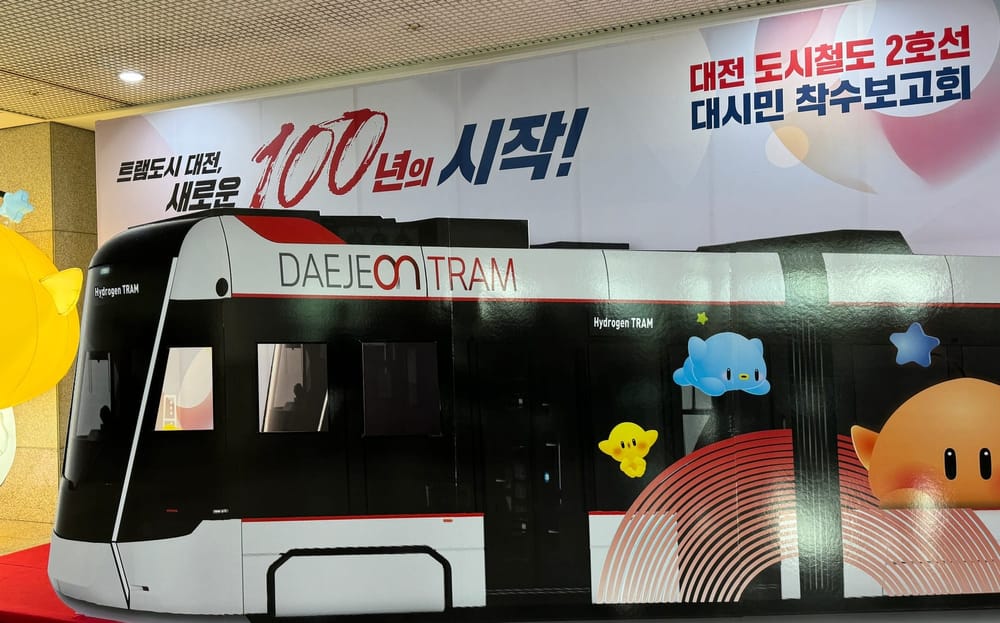 대전 도시철도 2호선
대시민 착수보고회
트램도시 대전,
새로운 100년의 시작!
DAEJEON TRAM
Hydrogen TRAM
Hydrogen TRAM